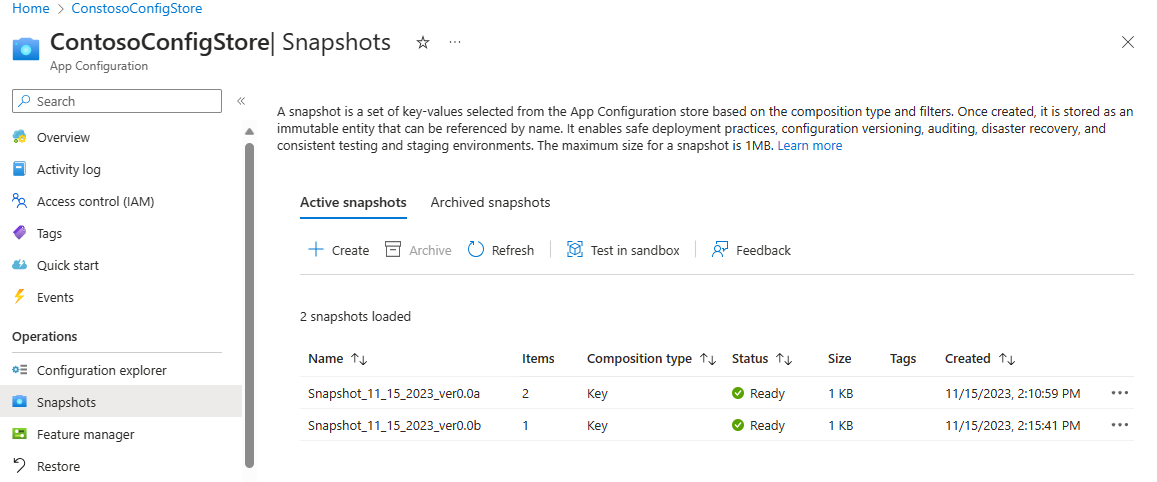 Home > ConstosoConfigStore
ContosoConfigStore| Snapshots
App Configuration
Search
Overview
Activity log
Access control (IAM)
Tags
Quick start
Events
Operations
Configuration explorer
Snapshots
Feature manager
Restore
A snapshot is a set of key-values selected from the App Configuration store based on the composition type and filters. Once created, it is stored as an
immutable entity that can be referenced by name. It enables safe deployment practices, configuration versioning, auditing, disaster recovery, and
consistent testing and staging environments. The maximum size for a snapshot is 1MB. Learn more
Active snapshots Archived snapshots
Create Archive Refresh Test in sandbox Feedback
2 snapshots loaded
Name Items Composition type Status Size Tags Created
Snapshot_11_15_2023_ver0.0a 2 Key Ready 1 KB 11/15/2023, 2:10:59 PM
Snapshot_11_15_2023_ver0.0b 1 Key Ready 1 KB 11/15/2023, 2:15:41 PM